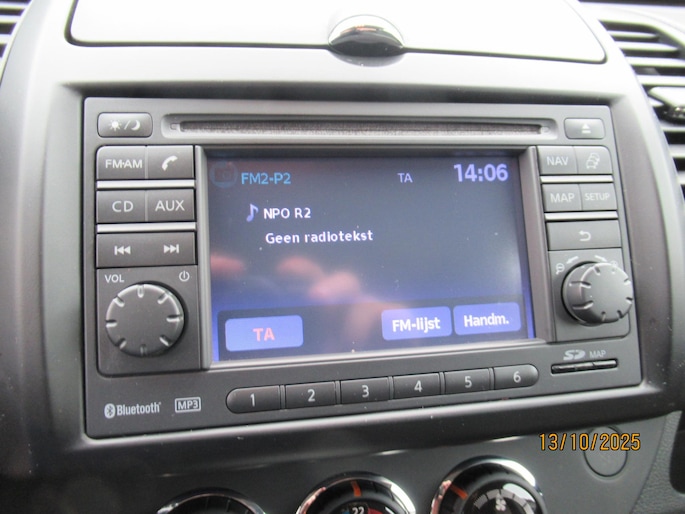 FM·AM
CD AUX
VOL
FM2-P2 TA 14:06
NPO R2
Geen radiotekst
TA FM-lijst Handm.
NAV
MAP SETUP
SD MAP
Bluetooth MP3
1 2 3 4 5 6
22
13/10/2025